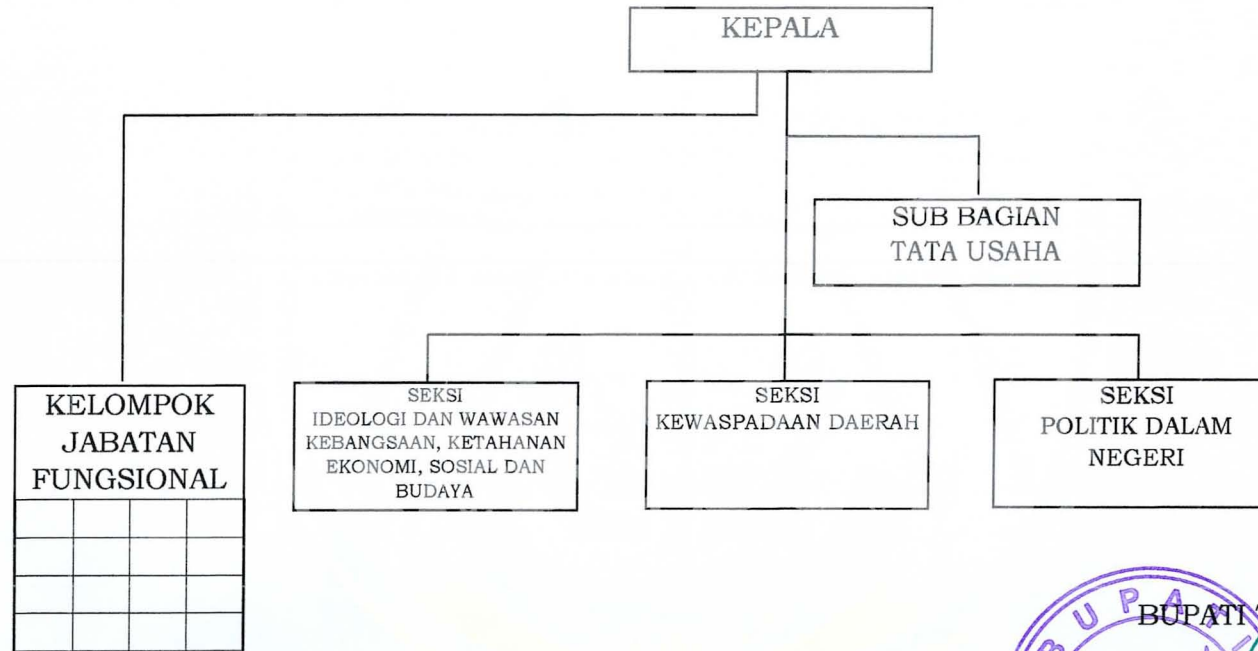 KEPALA
SUB BAGIAN
TATA USAHA
KELOMPOK
JABATAN
FUNGSIONAL
SEKSI
IDEOLOGI DAN WAWASAN
KEBANGSAAN, KETAHANAN
EKONOMI, SOSIAL DAN
BUDAYA
SEKSI
KEWASPADAAN DAERAH
SEKSI
POLITIK DALAM
NEGERI
BUPATI
BUPATI